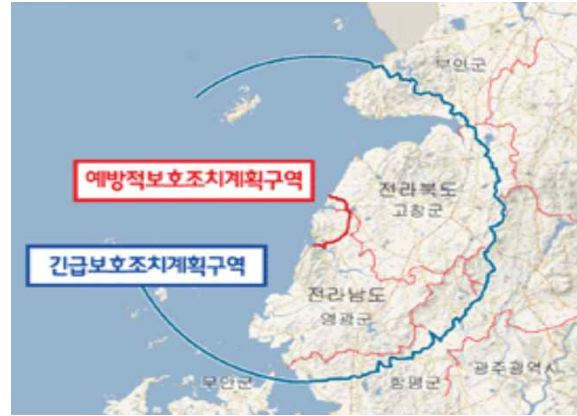 부안군
예방적보호조치계획구역
전라북도
고창군
긴급보호조치계획구역
전라남도
영광군
무안군
함평군
광주광역시